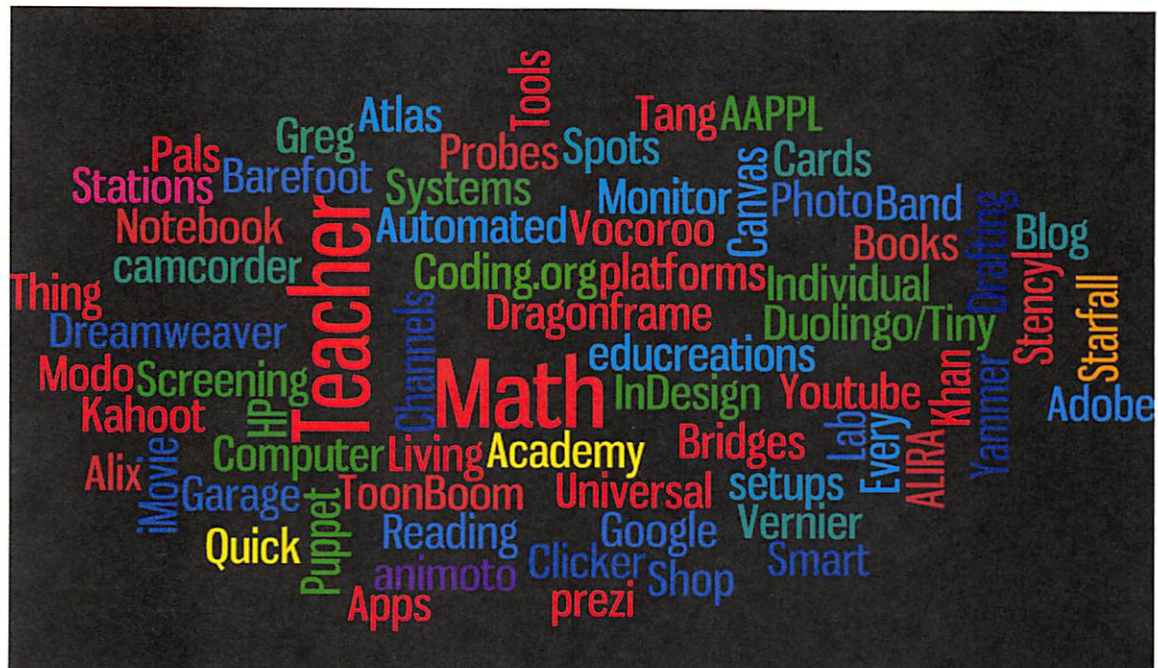 Tools
Atlas
Tang AAPPL
Greg
Pals
Probes Spots
Cards
Stations Barefoot Systems
Monitor
Canvas
Photo Band
Notebook
Teacher
Automated Vocoroo
Books
Drafting
Blog
camcorder
Coding.org platforms Individual
Stencyl
Thing
Channels
Dragonframe
Duolingo/Tiny
Starfall
Dreamweaver
educreations
Modo Screening
Math
InDesign Youtube
Khan
Yammer
Adobe
Kahoot
HP
Bridges
Lab
Every
ALIRA
Computer Living Academy
Alix
iMovie
Garage
ToonBoom Universal setups
Puppet
Reading
Google
Vernier
Quick
animoto
Clicker
Shop
Smart
Apps
prezi